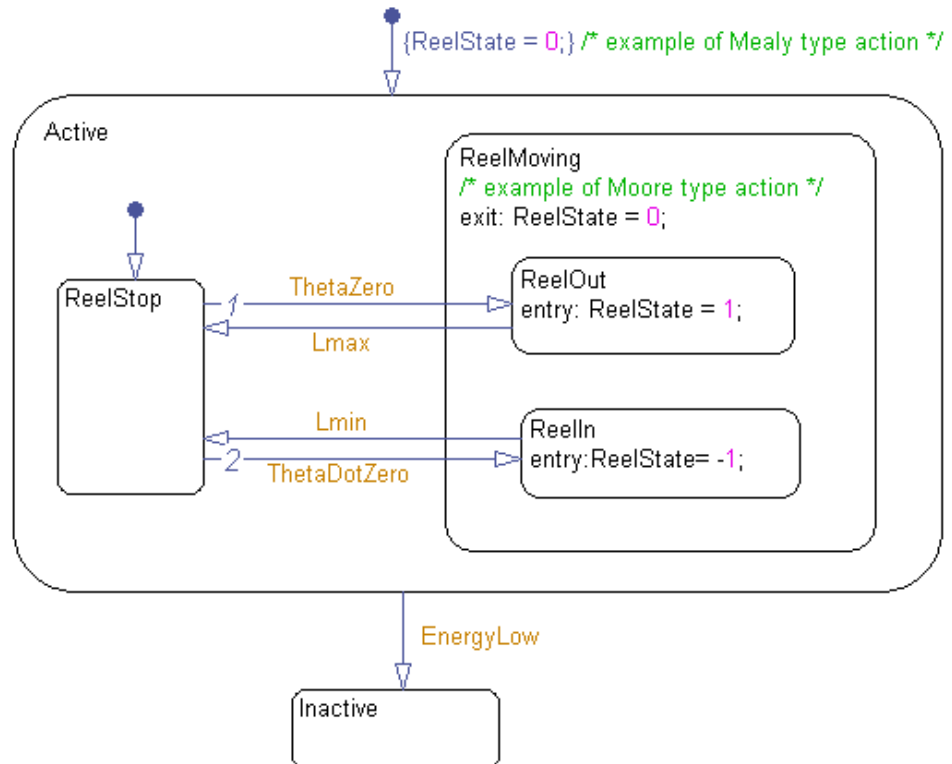 {ReelState = 0;} /* example of Mealy type action */
Active
ReelMoving
/* example of Moore type action */
exit: ReelState = 0;
ReelStop
1
ThetaZero
ReelOut
entry: ReelState = 1;
Lmax
Lmin
ReelIn
entry:ReelState= -1;
2
ThetaDotZero
EnergyLow
Inactive